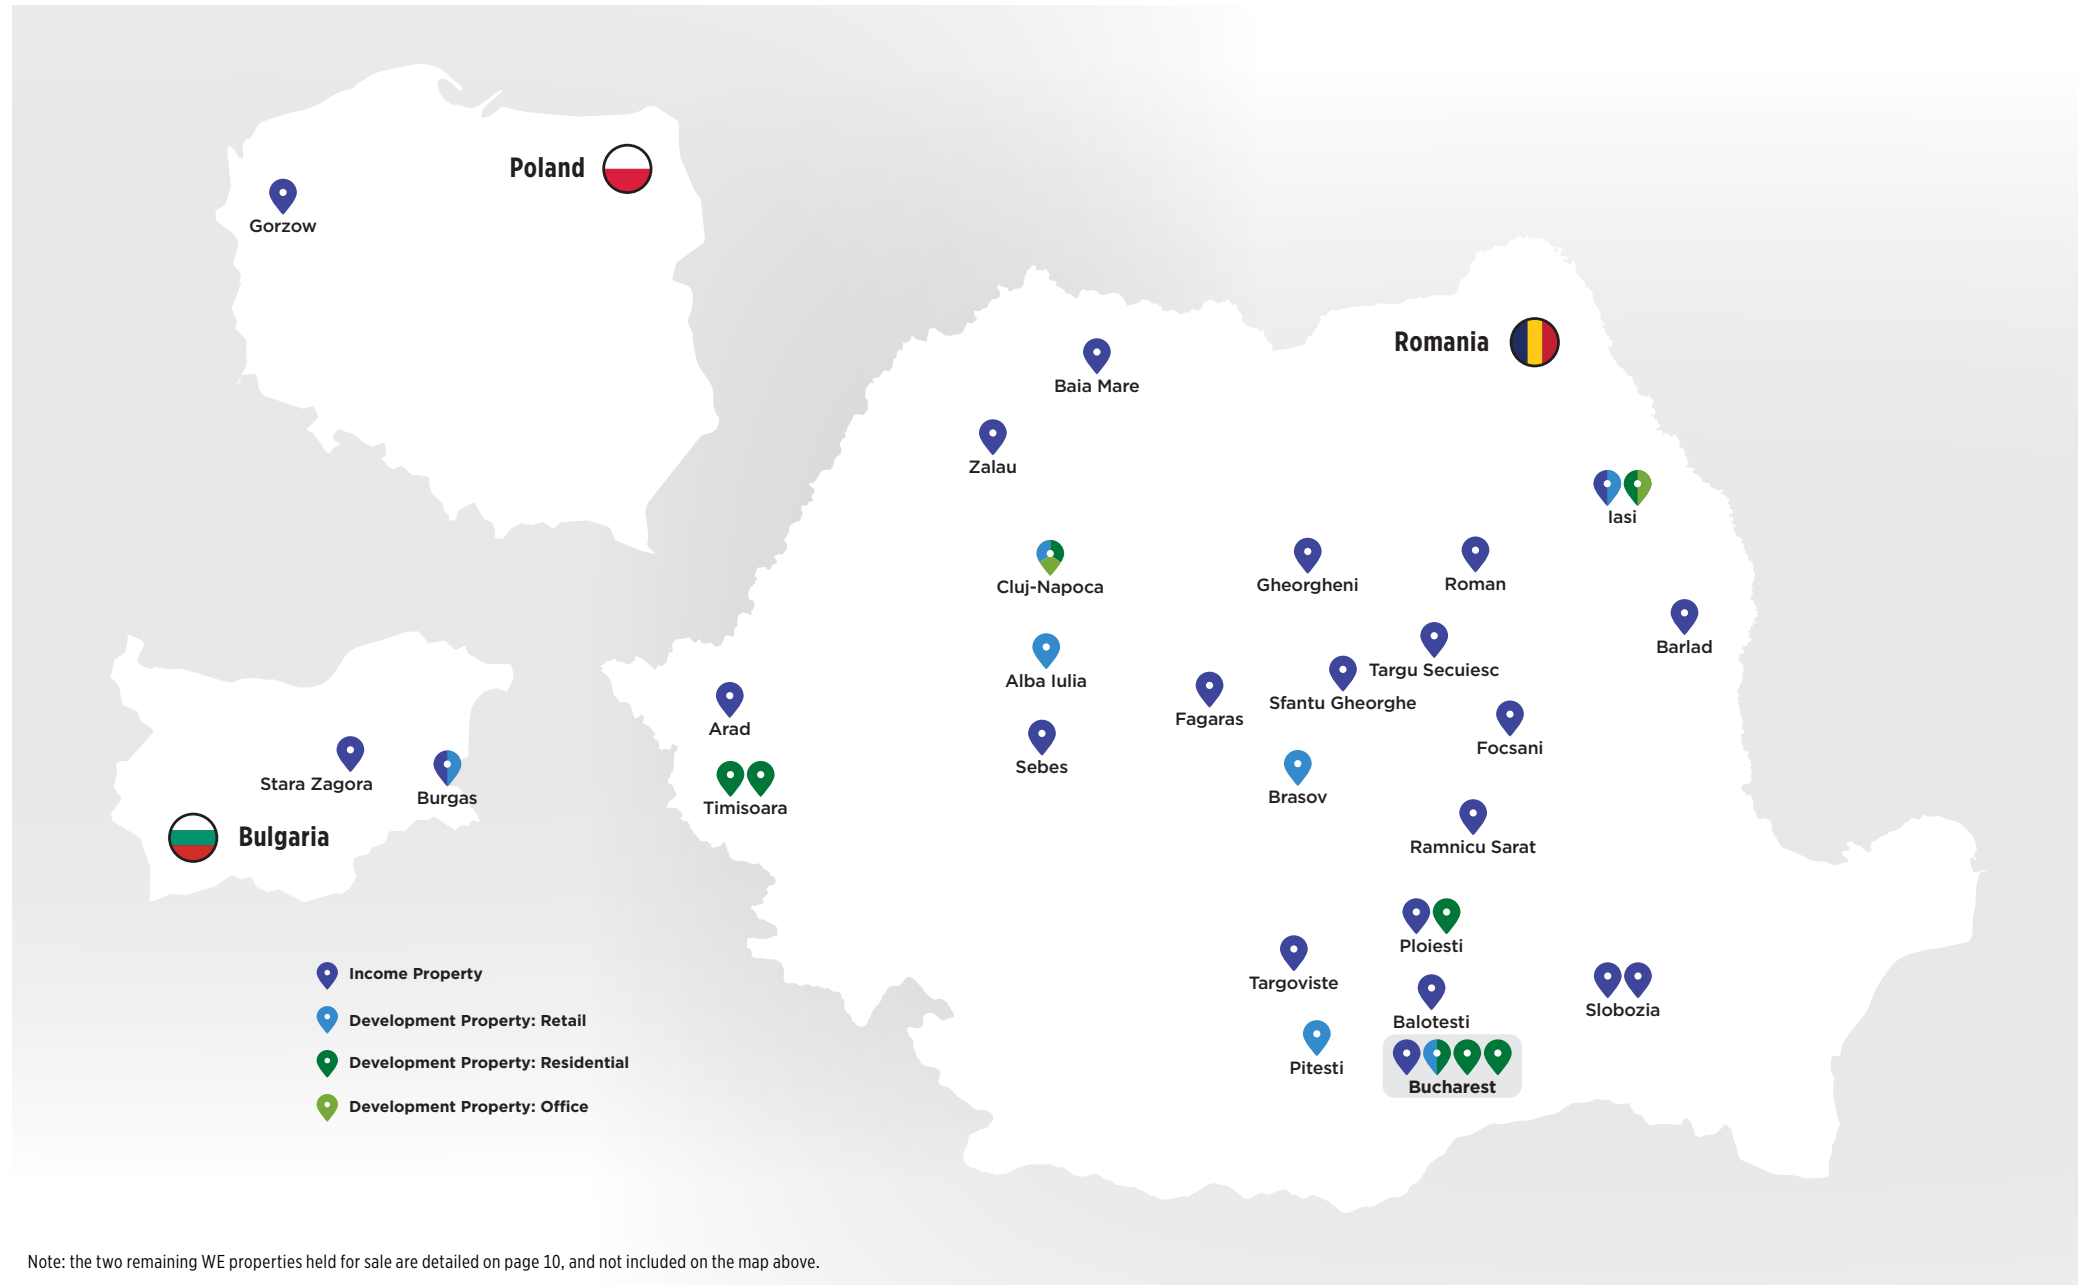 Poland
Gorzow
Romania
Baia Mare
Zalau
Iasi
Cluj-Napoca
Gheorgheni
Roman
Barlad
Targu Secuiesc
Alba Iulia
Sfantu Gheorghe
Fagaras
Arad
Focsani
Sebes
Stara Zagora
Burgas
Brasov
Timisoara
Bulgaria
Ramnicu Sarat
Ploiesti
Targoviste
Slobozia
Balotesti
Pitesti
Bucharest
Income Property
Development Property: Retail
Development Property: Residential
Development Property: Office
Note: the two remaining WE properties held for sale are detailed on page 10, and not included on the map above.